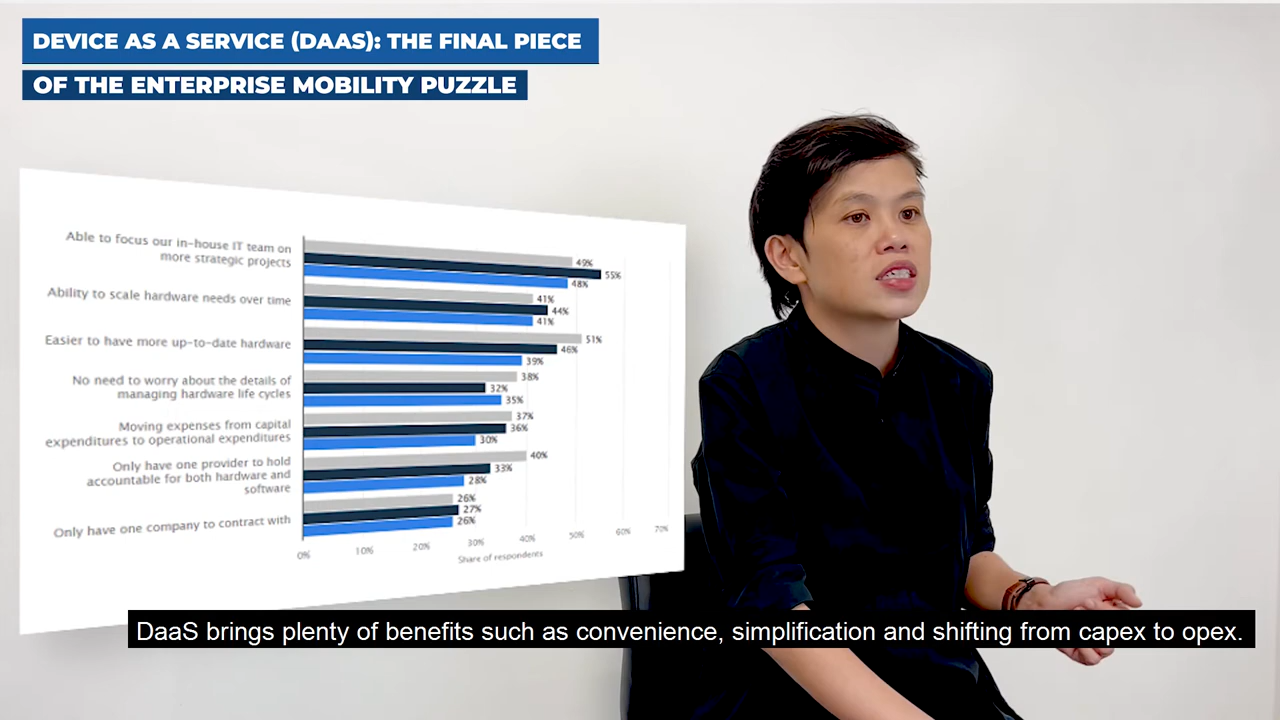 DEVICE AS A SERVICE (DAAS): THE FINAL PIECE
OF THE ENTERPRISE MOBILITY PUZZLE
Able to focus our in-house IT team on
more strategic projects
49%
55%
48%
Ability to scale hardware needs over time
41%
44%
41%
Easier to have more up-to-date hardware
51%
46%
39%
No need to worry about the details of
managing hardware life cycles
38%
32%
35%
Moving expenses from capital
expenditures to operational expenditures
37%
36%
30%
Only have one provider to hold
accountable for both hardware and
software
40%
33%
28%
Only have one company to contract with
26%
27%
26%
0% 10% 20% 30% 40% 50% 60% 70%
Share of respondents
DaaS brings plenty of benefits such as convenience, simplification and shifting from capex to opex.